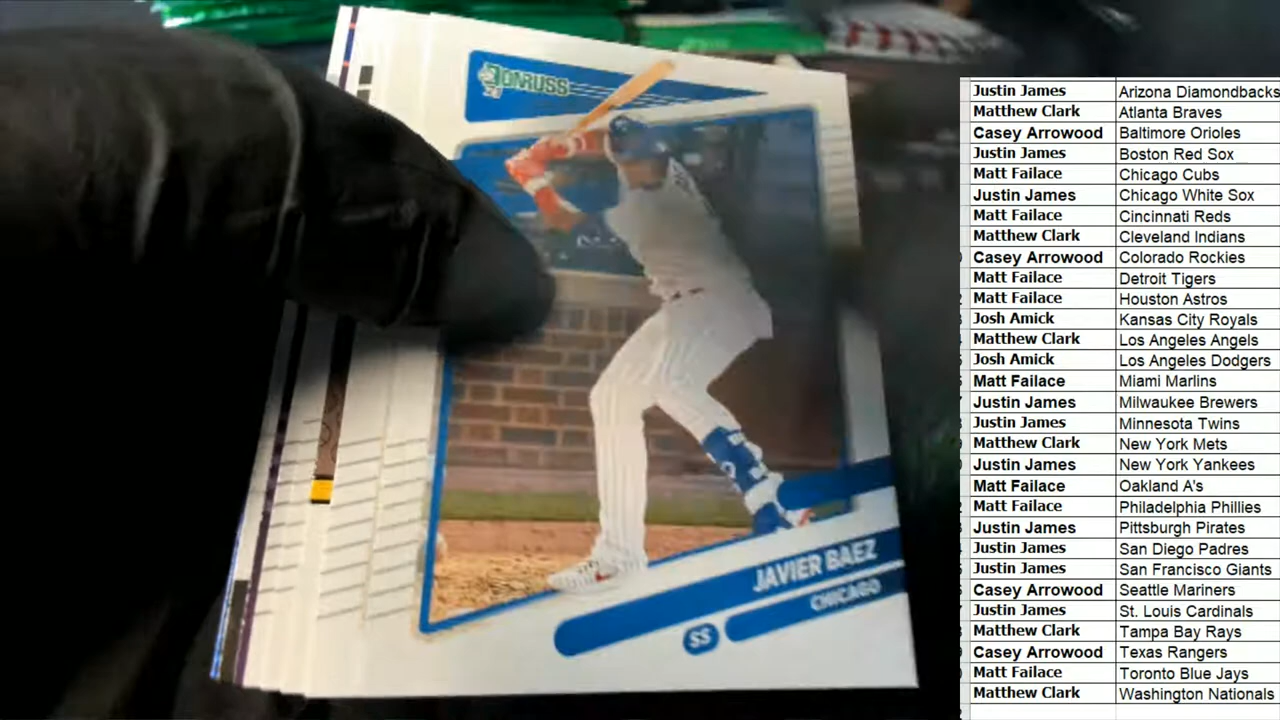 DONRUSS
JAVIER BAEZ
CHICAGO
SS
Justin James Arizona Diamondbacks
Matthew Clark Atlanta Braves
Casey Arrowood Baltimore Orioles
Justin James Boston Red Sox
Matt Failace Chicago Cubs
Justin James Chicago White Sox
Matt Failace Cincinnati Reds
Matthew Clark Cleveland Indians
Casey Arrowood Colorado Rockies
Matt Failace Detroit Tigers
Matt Failace Houston Astros
Josh Amick Kansas City Royals
Matthew Clark Los Angeles Angels
Josh Amick Los Angeles Dodgers
Matt Failace Miami Marlins
Justin James Milwaukee Brewers
Justin James Minnesota Twins
Matthew Clark New York Mets
Justin James New York Yankees
Matt Failace Oakland A's
Matt Failace Philadelphia Phillies
Justin James Pittsburgh Pirates
Justin James San Diego Padres
Justin James San Francisco Giants
Casey Arrowood Seattle Mariners
Justin James St. Louis Cardinals
Matthew Clark Tampa Bay Rays
Casey Arrowood Texas Rangers
Matt Failace Toronto Blue Jays
Matthew Clark Washington Nationals